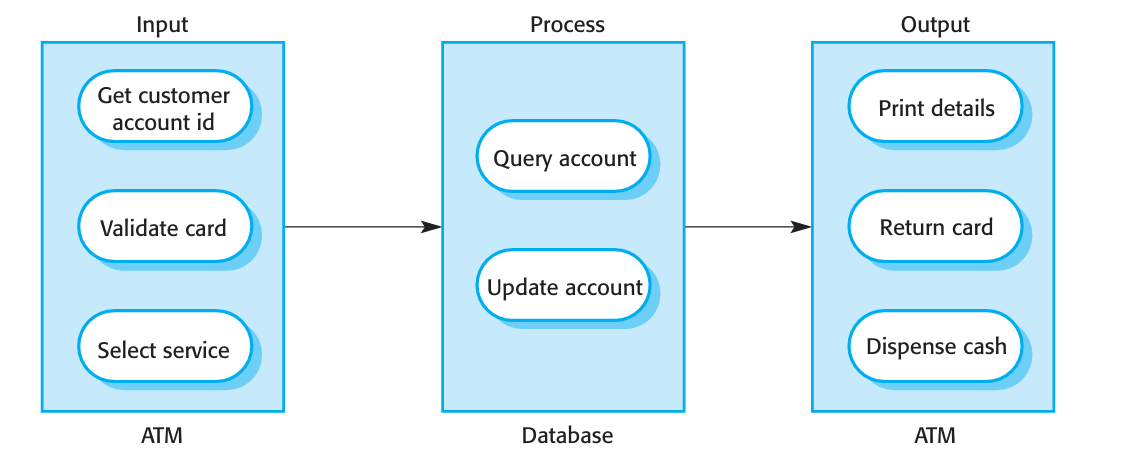 Input
Get customer
account id
Validate card
Select service
ATM
Process
Query account
Update account
Database
Output
Print details
Return card
Dispense cash
ATM